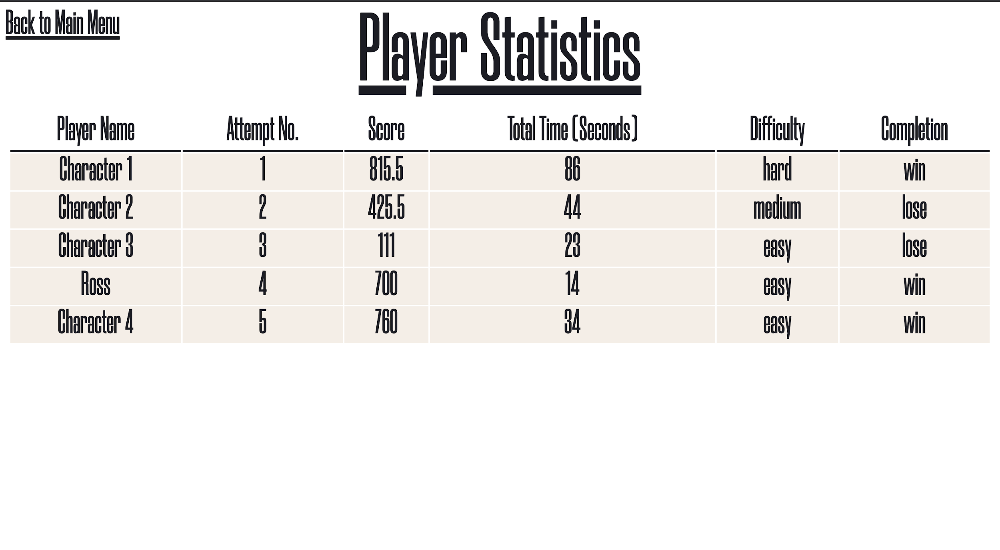 Back to Main Menu
Player Statistics
Player Name Attempt No. Score Total Time (Seconds) Difficulty Completion
Character 1 1 815.5 86 hard win
Character 2 2 425.5 44 medium lose
Character 3 3 111 23 easy lose
Ross 4 700 14 easy win
Character 4 5 760 34 easy win